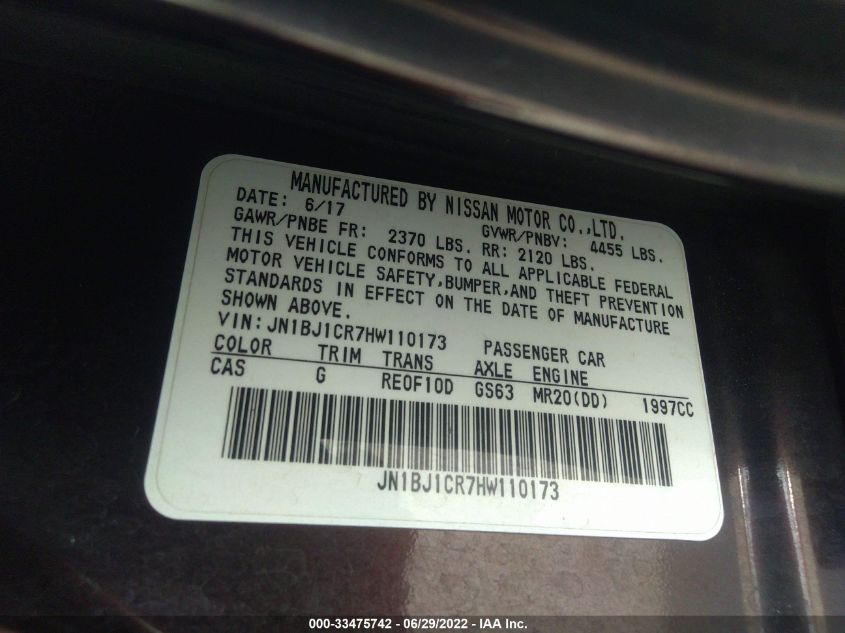 MANUFACTURED BY NISSAN MOTOR CO.,LTD.
DATE: 6/17 GVWR/PNBV: 4455 LBS.
GAWR/PNBE FR: 2370 LBS. RR: 2120 LBS.
THIS VEHICLE CONFORMS TO ALL APPLICABLE FEDERAL
MOTOR VEHICLE SAFETY,BUMPER,AND THEFT PREVENTION
STANDARDS IN EFFECT ON THE DATE OF MANUFACTURE
SHOWN ABOVE.
VIN:JN1BJ1CR7HW110173 PASSENGER CAR
COLOR TRIM TRANS AXLE ENGINE
CAS G RE0F10D GS63 MR20(DD) 1997CC
JN1BJ1CR7HW110173
000-33475742 - 06/29/2022 - IAA Inc.